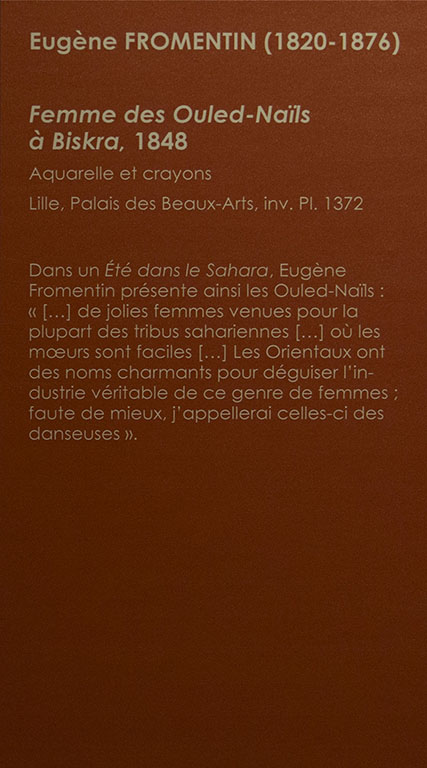 Eugène FROMENTIN (1820-1876)
Femme des Ouled-Naïls
à Biskra, 1848
Aquarelle et crayons
Lille, Palais des Beaux-Arts, inv. Pl. 1372
Dans un Été dans le Sahara, Eugène
Fromentin présente ainsi les Ouled-Naïls :
« [...] de jolies femmes venues pour la
plupart des tribus sahariennes [...] où les
mœurs sont faciles [...] Les Orientaux ont
des noms charmants pour déguiser l'in-
dustrie véritable de ce genre de femmes ;
faute de mieux, j'appellerai celles-ci des
danseuses ».